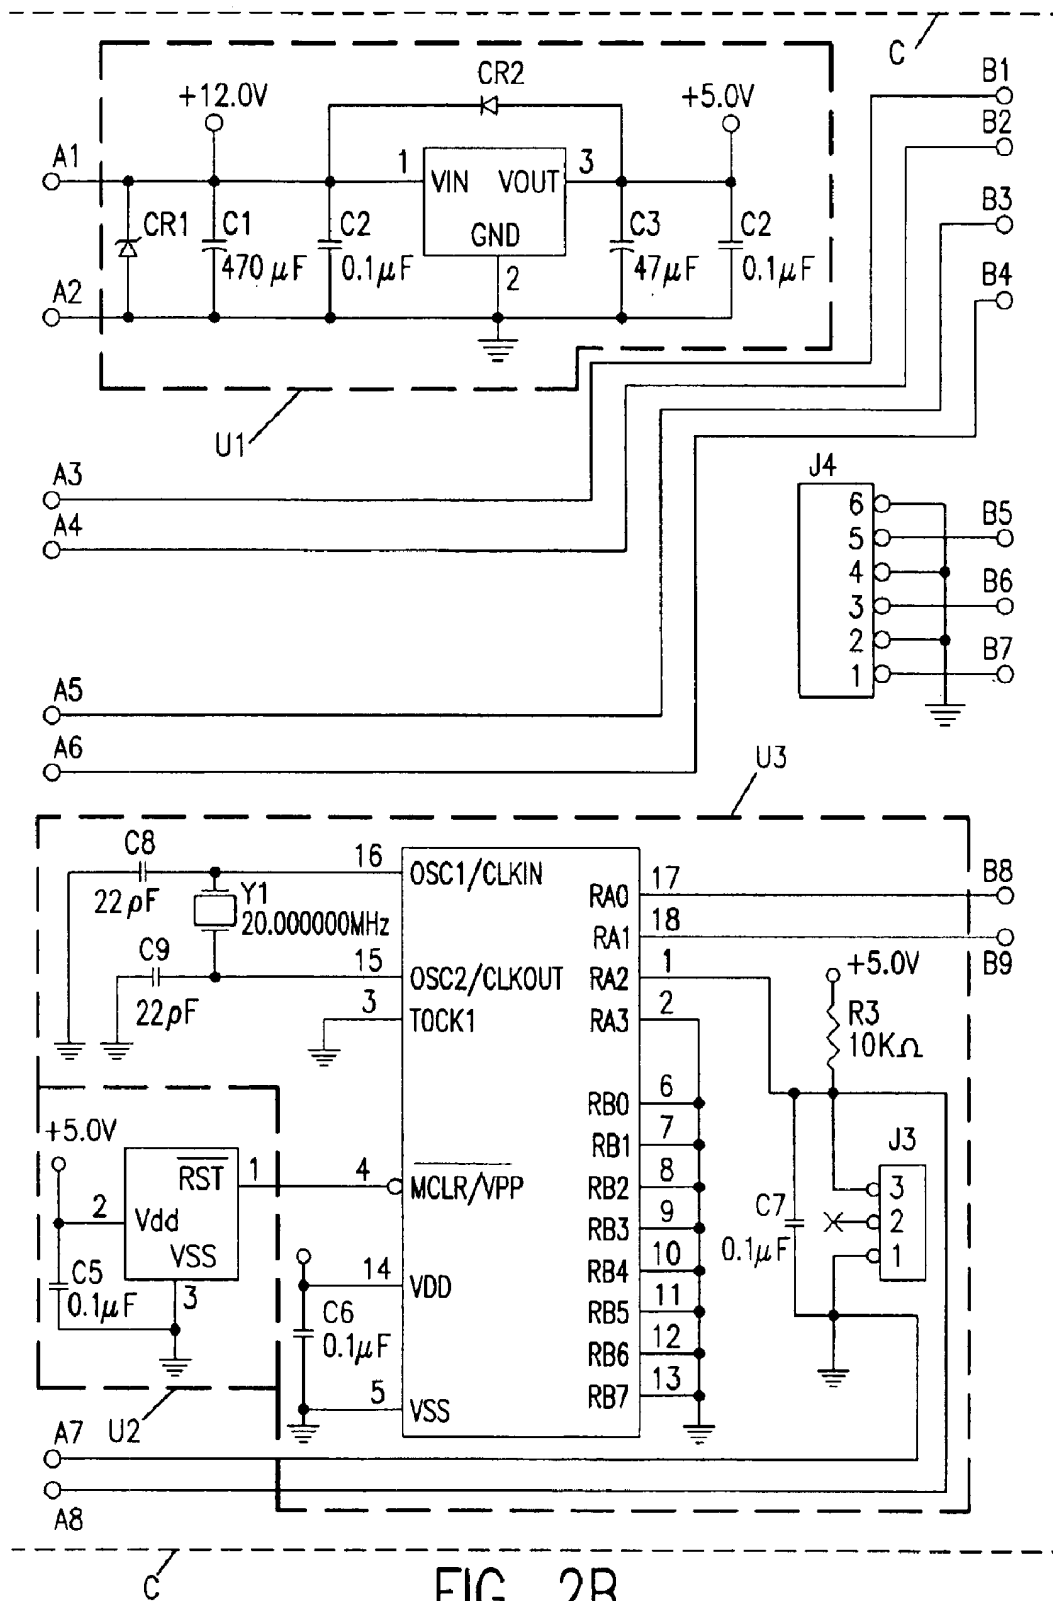 C
B1
CR2
+12.0V
+5.0V
B2
A1
1
VIN VOUT
3
CR1
C1
470µF
C2
0.1µF
GND
2
C3
47µF
C2
0.1µF
B3
B4
A2
U1
A3
A4
J4
6
5
4
3
2
1
B5
B6
B7
A5
A6
U3
C8
22pF
16
OSC1/CLKIN
Y1
20.000000MHz
RA0
17
B8
RA1
18
B9
C9
22pF
15
OSC2/CLKOUT
RA2
1
+5.0V
3
TOCK1
RA3
2
R3
10KΩ
RB0
6
RB1
7
+5.0V
RST
1
4
MCLR/VPP
RB2
8
J3
3
2
1
2
Vdd
VSS
3
RB3
9
C7
0.1µF
C5
0.1µF
14
VDD
RB4
10
RB5
11
C6
0.1µF
RB6
12
5
VSS
RB7
13
U2
A7
A8
C
FIG. 2B